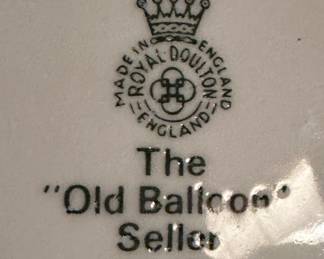 MADE IN ENGLAND
ROYAL DOULTON
ENGLAND
The
"Old Balloon"
Seller